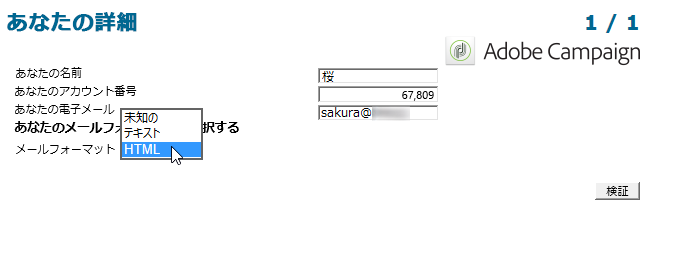 あなたの詳細 1 / 1
Adobe Campaign
あなたの名前 桜
あなたのアカウント番号 67,809
あなたの電子メール sakura@
未知の
あなたのメールフォ 択する
テキスト
メールフォーマット HTML
検証